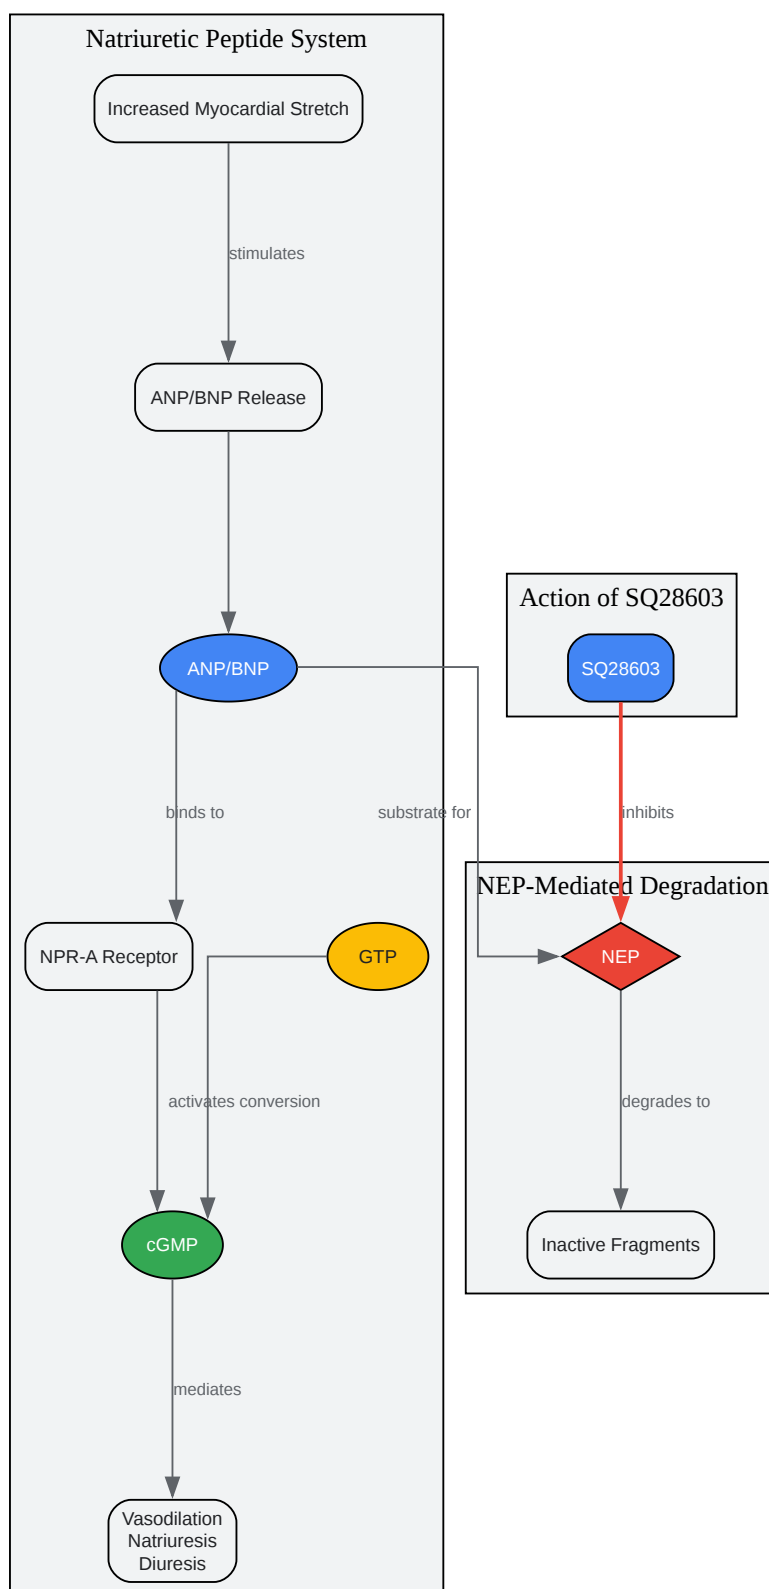 Natriuretic Peptide System
Increased Myocardial Stretch
stimulates
ANP/BNP Release
Action of SQ28603
ANP/BNP
SQ28603
binds to
substrate for
inhibits
NEP-Mediated Degradation
NPR-A Receptor
GTP
NEP
activates conversion
degrades to
cGMP
Inactive Fragments
mediates
Vasodilation
Natriuresis
Diuresis